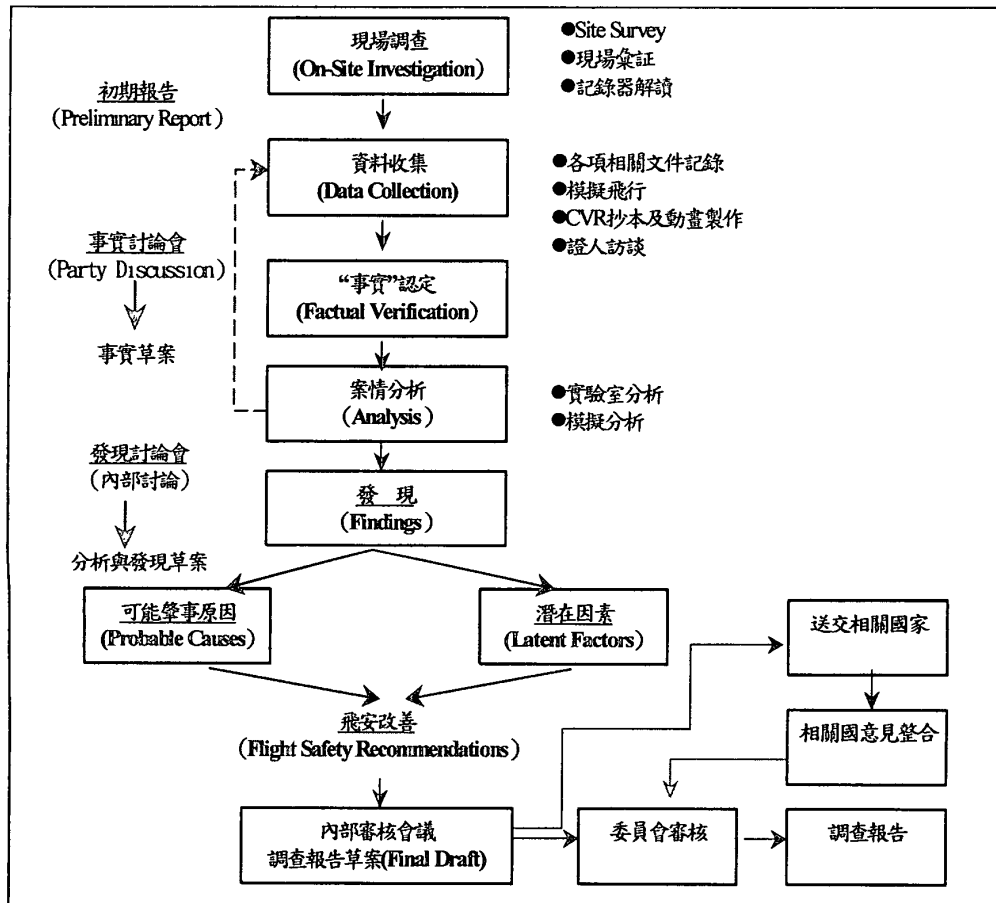 現場調查
(On-Site Investigation)
●Site Survey
●現場彙証
●記錄器解讀
初期報告
(Preliminary Report)
資料收集
(Data Collection)
●各項相關文件記錄
●模擬飛行
●CVR抄本及動畫製作
●證人訪談
事實討論會
(Party Discussion)
事實草案
“事實”認定
(Factual Verification)
案情分析
(Analysis)
●實驗室分析
●模擬分析
發現討論會
(內部討論)
分析與發現草案
發 現
(Findings)
可能肇事原因
(Probable Causes)
潛在因素
(Latent Factors)
飛安改善
(Flight Safety Recommendations)
內部審核會議
調查報告草案(Final Draft)
送交相關國家
相關國意見整合
委員會審核
調查報告